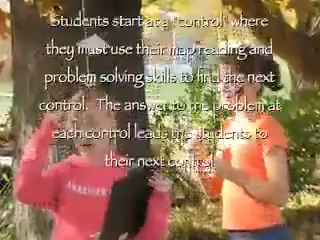 Students start at a "control" where
they must use their map reading and
problem solving skills to find the next
control. The answer to the problem at
each control leads the students to
their next control.